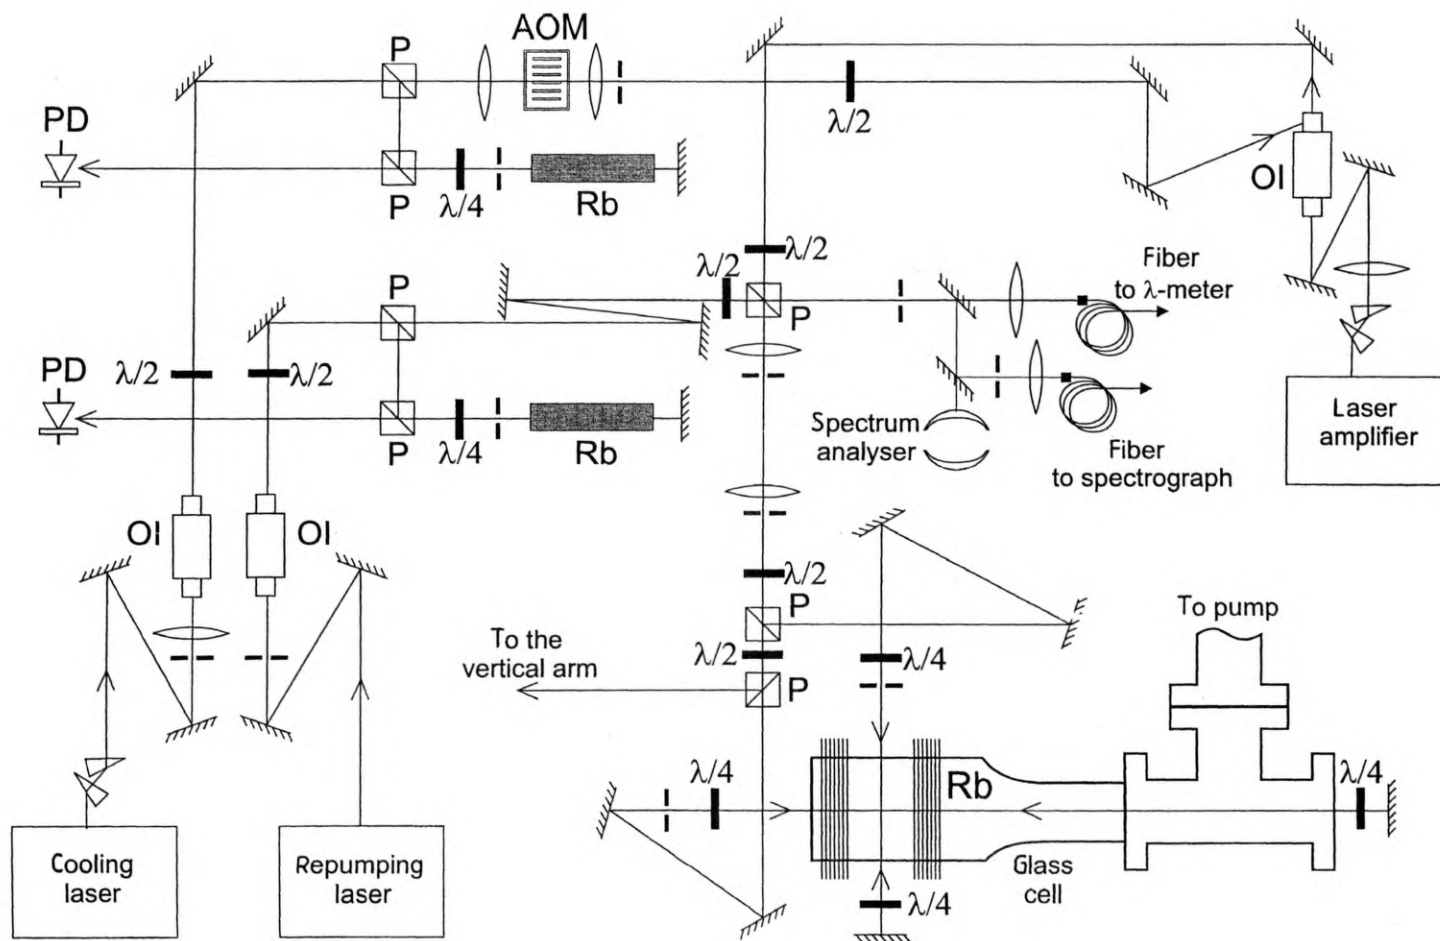 AOM
P
λ/2
PD
OI
P
λ/4
Rb
λ/2
λ/2
P
Fiber
to λ-meter
P
PD
λ/2
λ/2
P
λ/4
Rb
Spectrum
analyser
Fiber
to spectrograph
Laser
amplifier
OI
OI
λ/2
P
To pump
To the
vertical arm
λ/2
λ/4
P
λ/4
Rb
λ/4
Cooling
laser
Repumping
laser
Glass
cell
λ/4